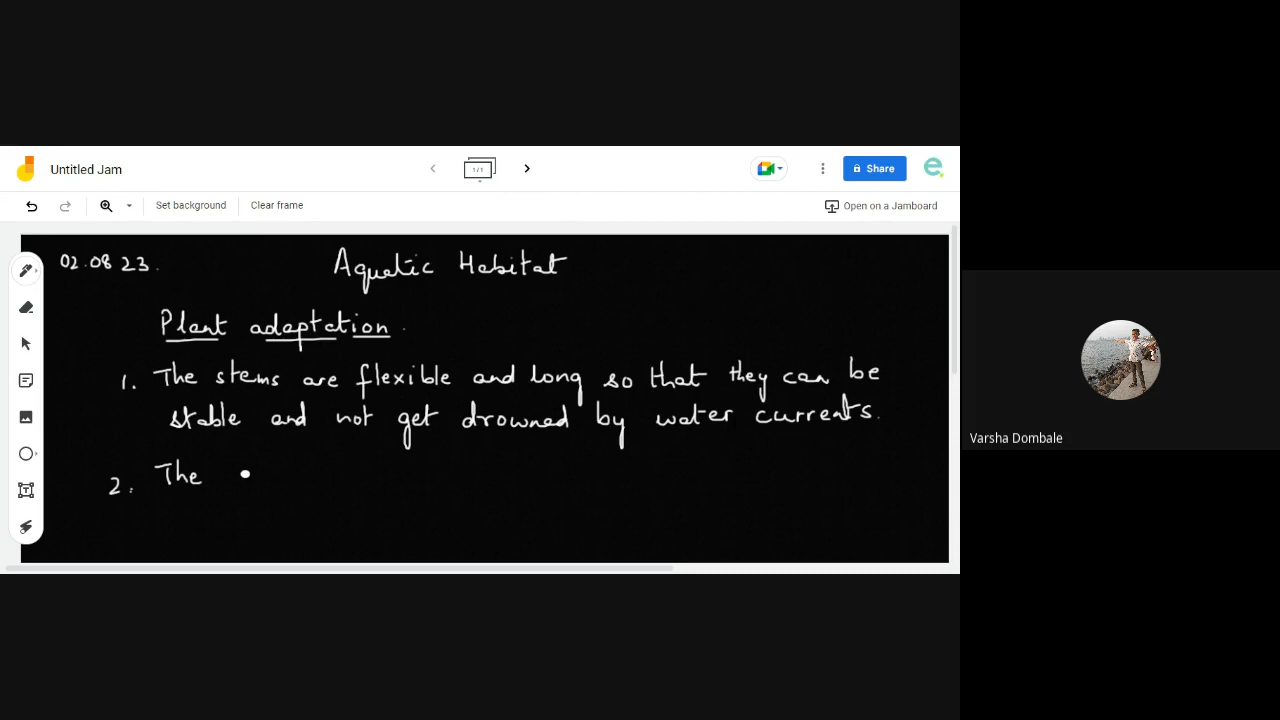 Untitled Jam
1/1
Share
Set background
Clear frame
Open on a Jamboard
02.08 23.
Aquatic Habitat
Plant adaptation.
1. The stems are flexible and long so that they can be
stable and not get drowned by water currents.
2. The
Varsha Dombale